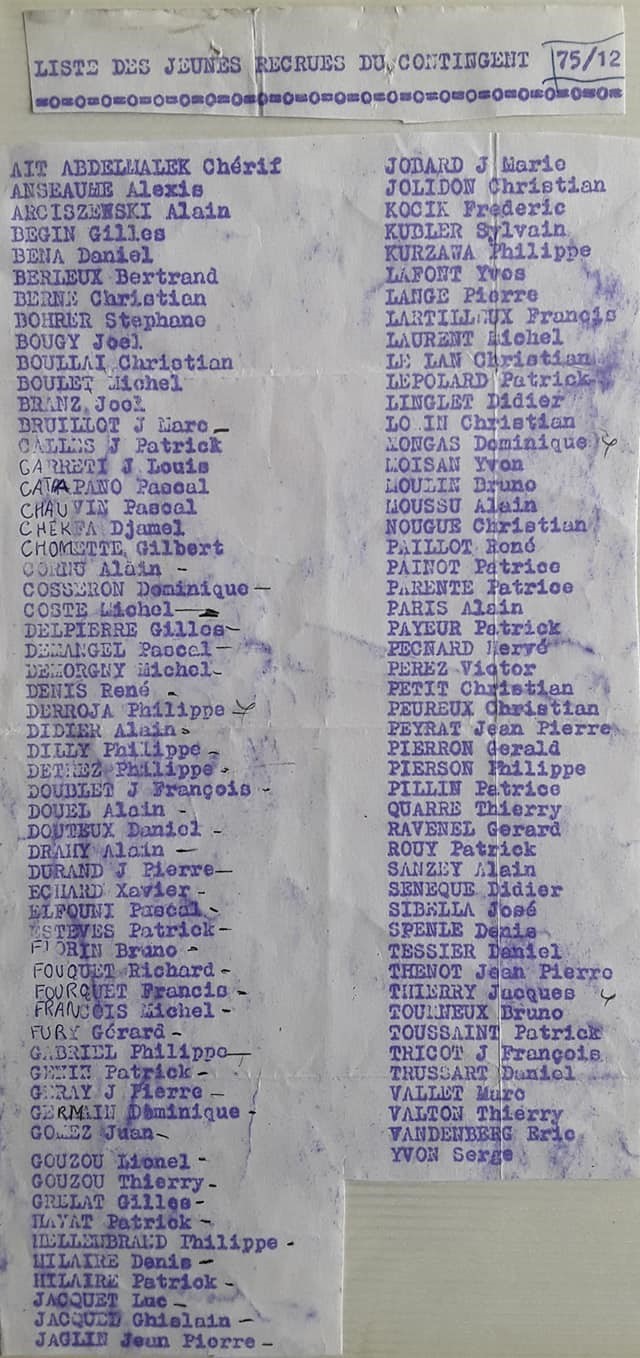 LISTE DES JEUNES RECRUES DU CONTINGENT 75/12
=O=O=O=O=O=O=O=O=O=O=O=O=O=O=O=O=O=O=O=O=O=O=
AIT ABDELMALEK Chérif
ANSEAUME Alexis
ARCISZEWSKI Alain
BEGIN Gilles
BENA Daniel
BERLEUX Bertrand
BERNE Christian
BOHRER Stephane
BOUGY Joel
BOULLAI Christian
BOULET Michel
BRANZ Joel
BRUILLOT J Marc -
CALLES J Patrick
GARRETI J Louis
CATAPANO Pascal
CHAUVIN Pascal
CHEKFA Djamel
CHOMETTE Gilbert
CORNU Alain -
COSSERON Dominique -
COSTE Michel -
DELPIERRE Gilles -
DEMANGEL Pascal -
DEMORGNY Michel -
DENIS René -
DERROJA Philippe -
DIDIER Alain -
DILLY Philippe -
DETREZ Philippe -
DOUBLET J François -
DOUEL Alain -
DOUTEUX Daniel -
DRAHY Alain -
DURAND J Pierre -
ECHARD Xavier -
ELFOUNI Pascal -
ESTEVES Patrick -
FLORIN Bruno -
FOUQUET Richard -
FOURQUET Francis -
FRANCOIS Michel -
FURY Gérard -
GABRIEL Philippe -
GENIN Patrick -
GERAY J Pierre -
GERMAIN Dominique -
GOMEZ Juan -
GOUZOU Lionel -
GOUZOU Thierry -
GRELAT Gilles -
HAYAT Patrick -
HELLENBRAND Philippe -
HILAIRE Denis -
HILAIRE Patrick -
JACQUET Luc -
JACQUED Ghislain -
JAGLIN Jean Pierre -
JOBARD J Marie
JOLIDON Christian
KOCIK Frederic
KUBLER Sylvain
KURZAWA Philippe
LAFONT Yves
LANGE Pierre
LARTILLEUX François
LAURENT Michel
LE LAN Christian
LEPOLARD Patrick
LINGLET Didier
Christian
MONGAS Dominique
MOISAN Yvon
MOULIN Bruno
MOUSSU Alain
NOUGUE Christian
PAILLOT René
PAINOT Patrice
PARENTE Patrice
PARIS Alain
PAYEUR Patrick
PECNARD Hervé
PEREZ Victor
PETIT Christian
PEUREUX Christian
PEYRAT Jean Pierre
PIERRON Gerald
PIERSON Philippe
PILLIN Patrice
QUARRE Thierry
RAVENEL Gerard
ROUY Patrick
SANZEY Alain
SENEQUE Didier
SIBELLA José
SPENLE Denis
TESSIER Daniel
THENOT Jean Pierre
THIERRY Jacques
TOURNEUX Bruno
TOUSSAINT Patrick
TRICOT J François
TRUSSART Daniel
VALLET Marc
VALTON Thierry
VANDENBERG Eric
YVON Serge